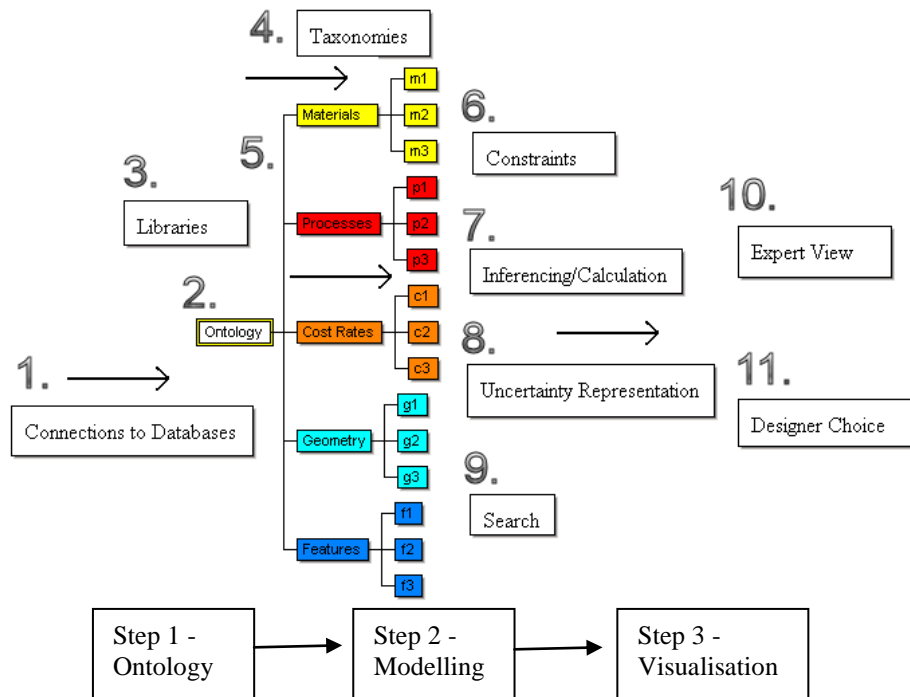 4.
Taxonomies
m1
Materials
m2
6.
m3
5.
Constraints
3.
p1
10.
Libraries
Processes
p2
7.
p3
Inferencing/Calculation
Expert View
2.
c1
Ontology
Cost Rates
c2
8.
1.
c3
Uncertainty Representation
11.
Connections to Databases
g1
Designer Choice
Geometry
g2
g3
9.
f1
Search
Features
f2
f3
Step 1 -
Ontology
Step 2 -
Modelling
Step 3 -
Visualisation